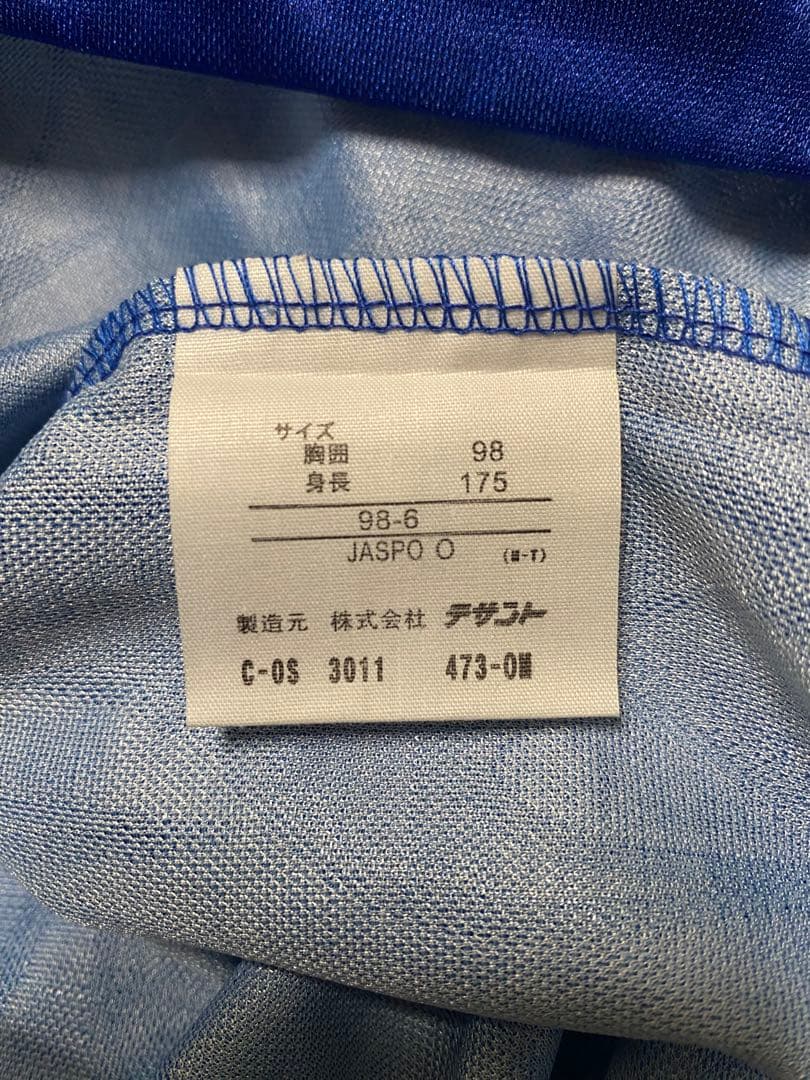 サイズ
胸囲 98
身長 175
98-6
JASPO O (M-T)
製造元 株式会社 デサント
C-OS 3011 473-OM